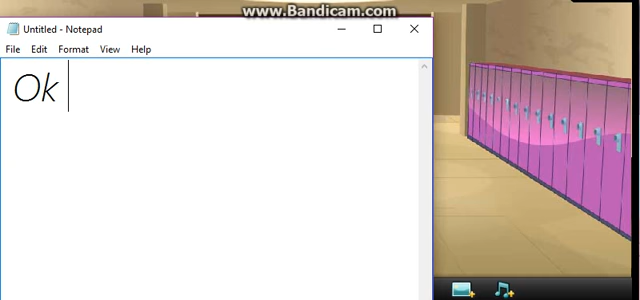 www.Bandicam.com
Untitled - Notepad
File Edit Format View Help
Ok